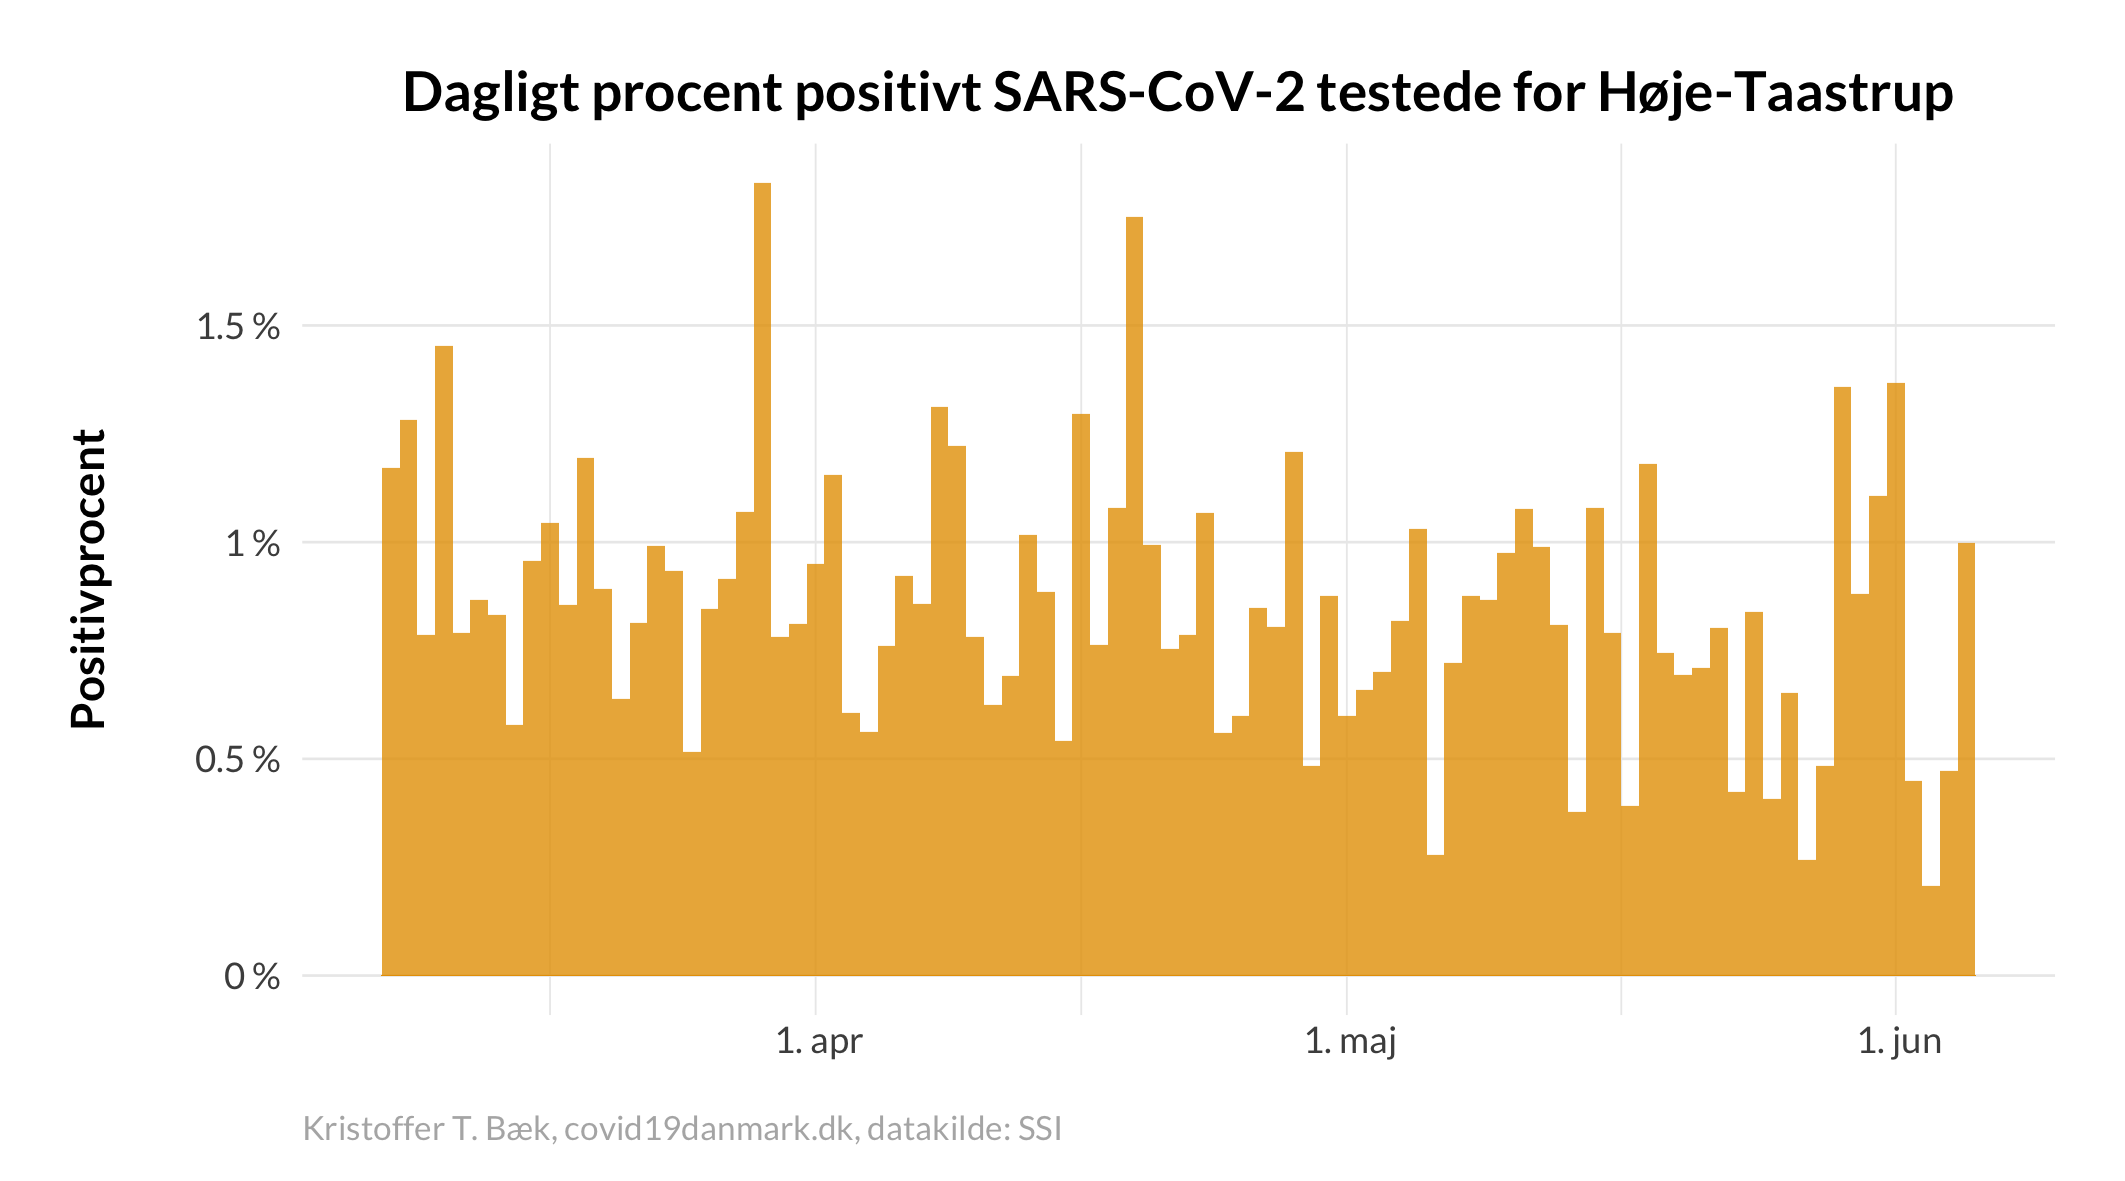 Dagligt procent positivt SARS-CoV-2 testede for Høje-Taastrup
Positivprocent
1.5 %
1 %
0.5 %
0 %
1. apr
1. maj
1. jun
Kristoffer T. Bæk, covid19danmark.dk, datakilde: SSI